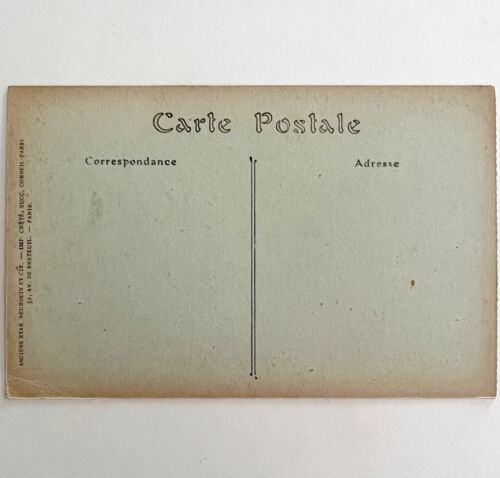 Carte Postale
Correspondance
Adresse
ANCIENS ETAB. NEURDEIN ET CIE. — IMP. CRÉTÉ, SUCC. CORBEIL-PARIS
52, AV. DE BRETEUIL. — PARIS.